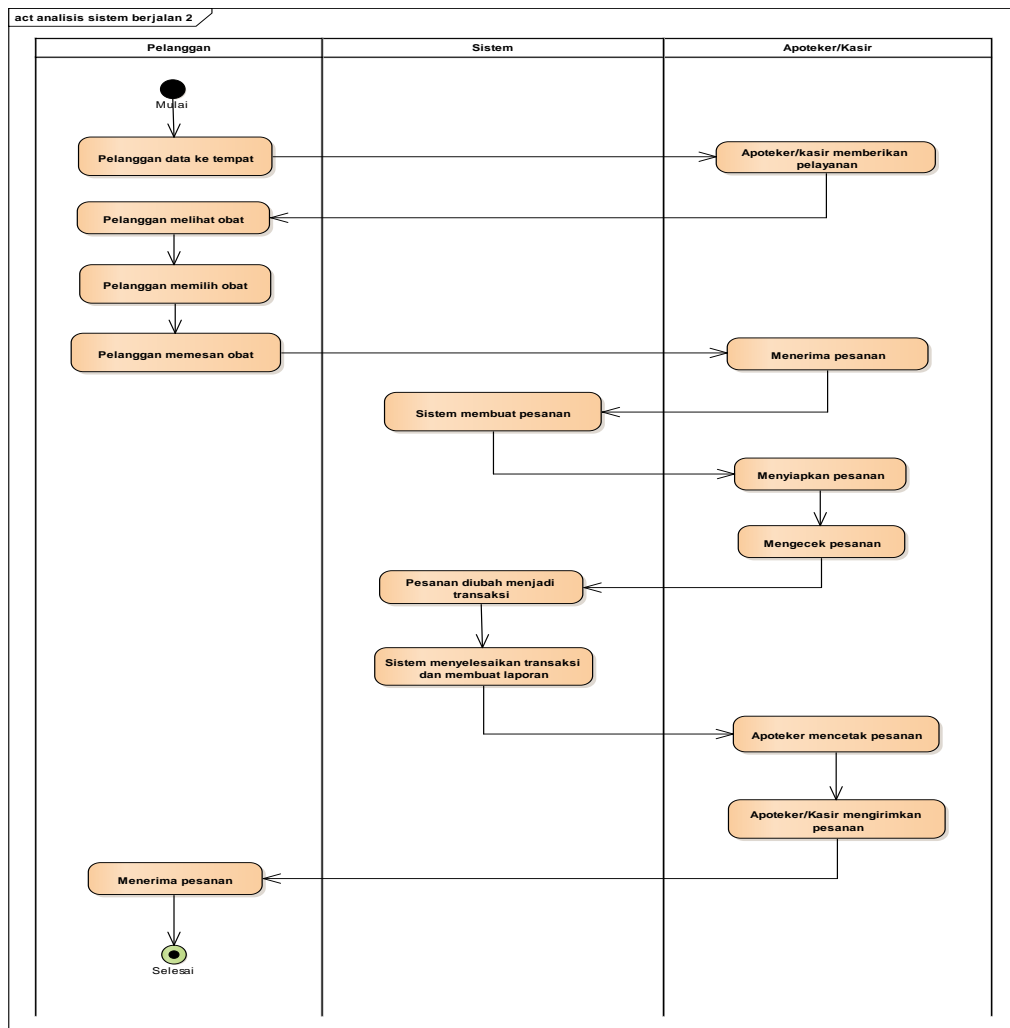 act analisis sistem berjalan 2
Pelanggan
Sistem
Apoteker/Kasir
Mulai
Pelanggan data ke tempat
Apoteker/kasir memberikan
pelayanan
Pelanggan melihat obat
Pelanggan memilih obat
Pelanggan memesan obat
Menerima pesanan
Sistem membuat pesanan
Menyiapkan pesanan
Mengecek pesanan
Pesanan diubah menjadi
transaksi
Sistem menyelesaikan transaksi
dan membuat laporan
Apoteker mencetak pesanan
Apoteker/Kasir mengirimkan
pesanan
Menerima pesanan
Selesai